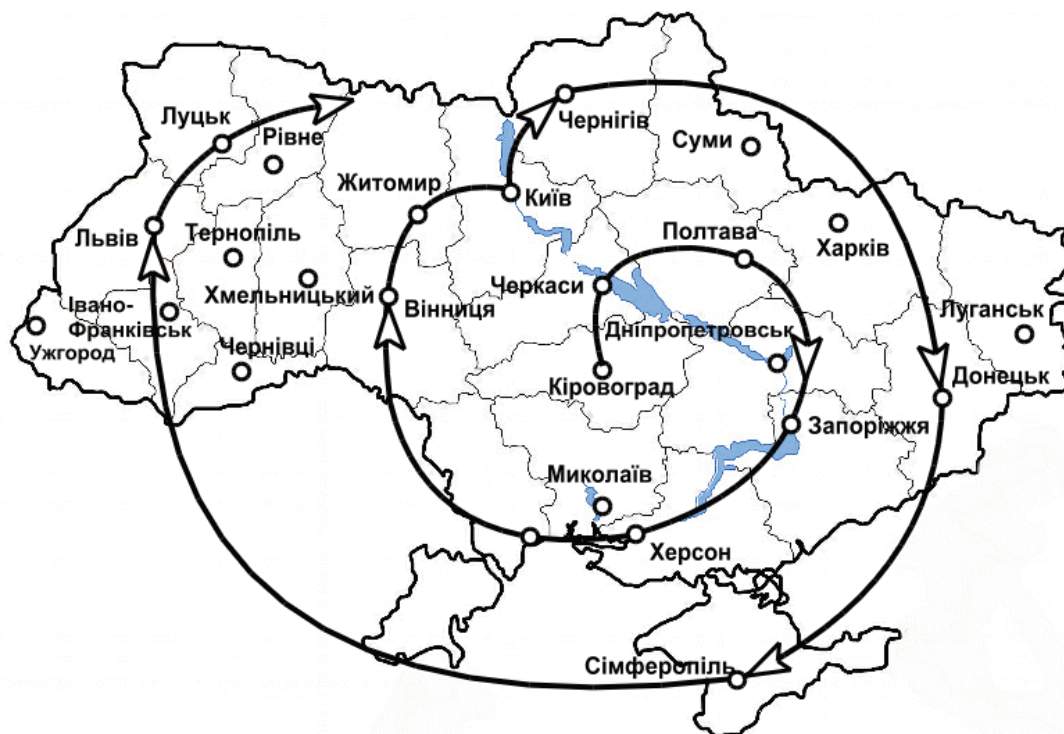 Луцьк
Рівне
Чернігів
Суми
Житомир
Київ
Львів
Тернопіль
Полтава
Харків
Хмельницький
Черкаси
Вінниця
Івано-
Франківськ
Ужгород
Луганськ
Дніпропетровськ
Чернівці
Кіровоград
Донецьк
Запоріжжя
Миколаїв
Херсон
Сімферопіль